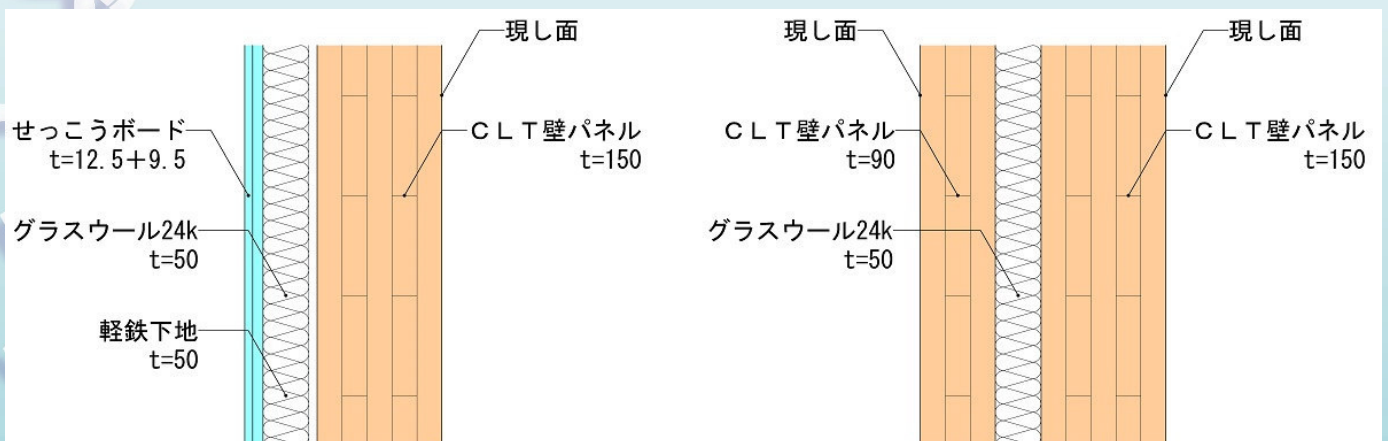 現し面
せっこうボード
t=12.5+9.5
CLT壁パネル
t=150
グラスウール24k
t=50
軽鉄下地
t=50
現し面
現し面
CLT壁パネル
t=90
CLT壁パネル
t=150
グラスウール24k
t=50